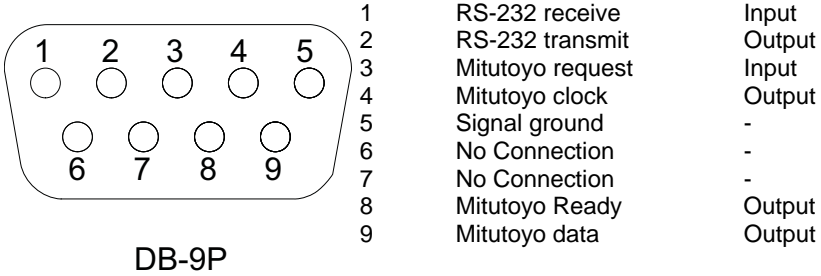 1 2 3 4 5
6 7 8 9
DB-9P
1 RS-232 receive Input
2 RS-232 transmit Output
3 Mitutoyo request Input
4 Mitutoyo clock Output
5 Signal ground -
6 No Connection -
7 No Connection -
8 Mitutoyo Ready Output
9 Mitutoyo data Output